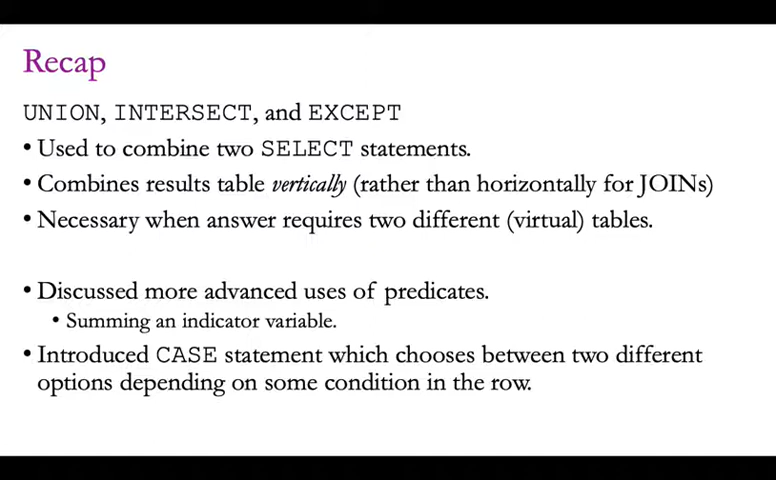 Recap
UNION, INTERSECT, and EXCEPT
• Used to combine two SELECT statements.
• Combines results table vertically (rather than horizontally for JOINs)
• Necessary when answer requires two different (virtual) tables.
• Discussed more advanced uses of predicates.
• Summing an indicator variable.
• Introduced CASE statement which chooses between two different
options depending on some condition in the row.